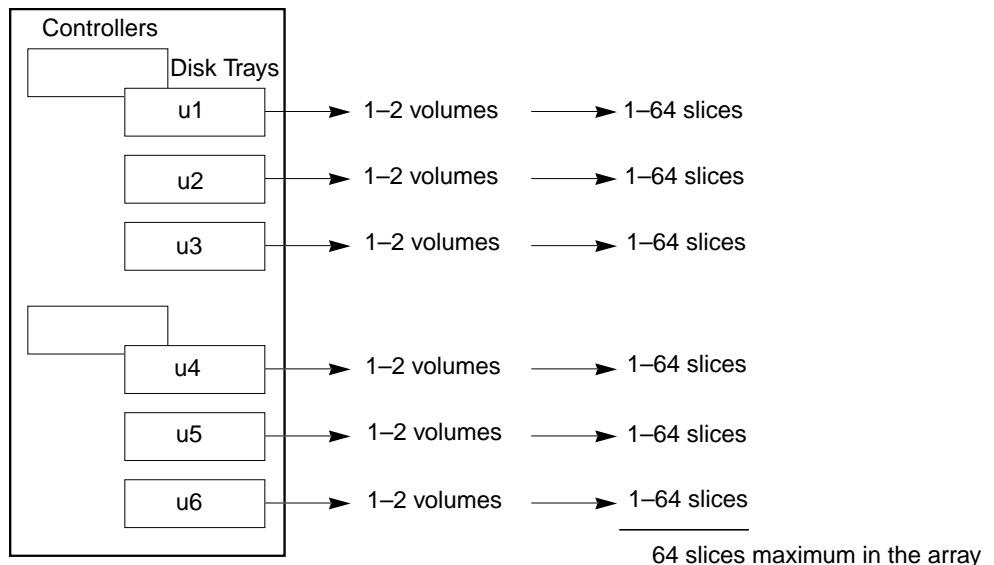 Controllers
Disk Trays
u1 1–2 volumes 1–64 slices
u2 1–2 volumes 1–64 slices
u3 1–2 volumes 1–64 slices
u4 1–2 volumes 1–64 slices
u5 1–2 volumes 1–64 slices
u6 1–2 volumes 1–64 slices
64 slices maximum in the array